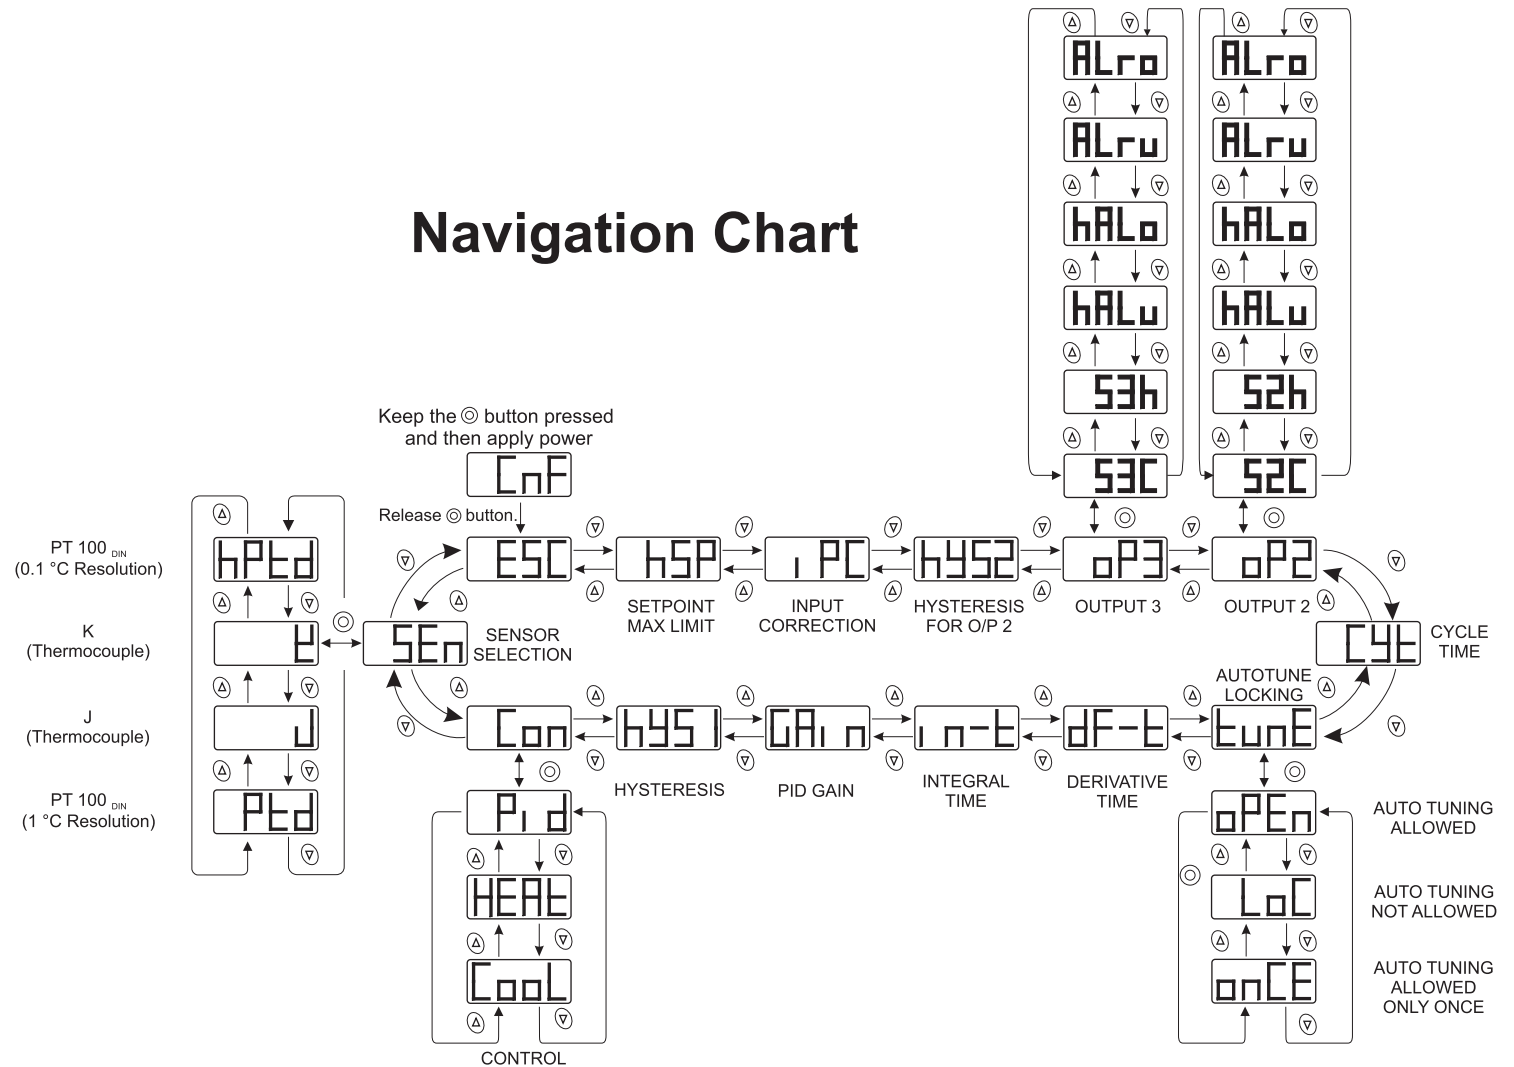 Navigation Chart
ALro
ALru
hALo
hALu
S3h
S3C
ALro
ALru
hALo
hALu
S2h
S2C
Keep the button pressed
and then apply power
CnF
Release button.
PT 100 DIN
(0.1 °C Resolution)
hPtd
K
(Thermocouple)
J
(Thermocouple)
J
PT 100 DIN
(1 °C Resolution)
Ptd
SEn
SENSOR
SELECTION
ESC
hSP
SETPOINT
MAX LIMIT
iPC
INPUT
CORRECTION
hYS2
HYSTERESIS
FOR O/P 2
oP3
OUTPUT 3
oP2
OUTPUT 2
CYt
CYCLE
TIME
Con
hYS1
HYSTERESIS
GAin
PID GAIN
in-t
INTEGRAL
TIME
dF-t
DERIVATIVE
TIME
AUTOTUNE
LOCKING
tunE
Pid
HEAt
CooL
CONTROL
oPEn
AUTO TUNING
ALLOWED
LoC
AUTO TUNING
NOT ALLOWED
onCE
AUTO TUNING
ALLOWED
ONLY ONCE